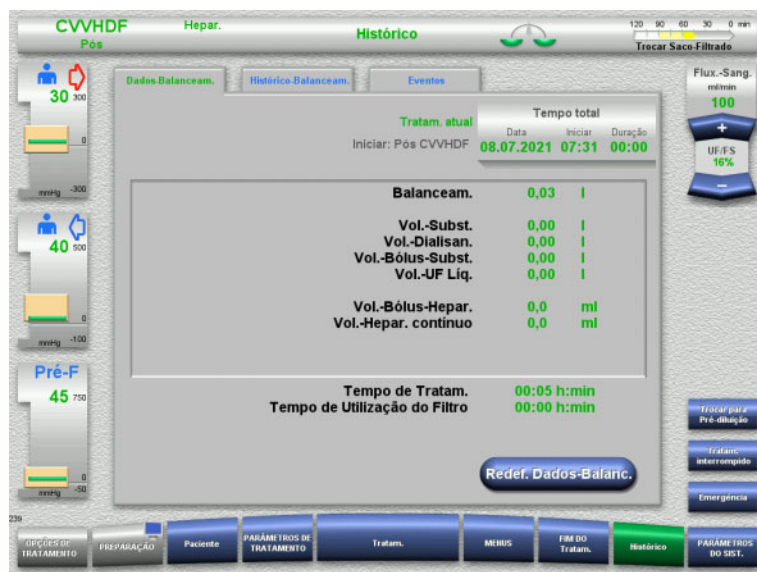 CVVHDF Hepar. Histórico 120 90 60 30 0 min
Pós Trocar Saco-Filtrado
30 300
0
mmHg -300
40 500
0
mmHg -100
Pré-F
45 750
0
mmHg -50
Dados-Balanceam. Histórico-Balanceam. Eventos
Tempo total
Tratam. atual Data Iniciar Duração
Iniciar: Pós CVVHDF 08.07.2021 07:31 00:00
Balanceam. 0,03 l
Vol.-Subst. 0,00 l
Vol.-Dialisan. 0,00 l
Vol.-Bólus-Subst. 0,00 l
Vol.-UF Líq. 0,00 l
Vol.-Bólus-Hepar. 0,0 ml
Vol.-Hepar. contínuo 0,0 ml
Tempo de Tratam. 00:05 h:min
Tempo de Utilização do Filtro 00:00 h:min
Redef. Dados-Balanc.
Flux.-Sang.
ml/min
100
+
UF/FS
16%
–
Trocar para
Pré-diluição
Tratam.
interrompido
Emergência
239
OPÇÕES DE
TRATAMENTO
PREPARAÇÃO
Paciente
PARÂMETROS DE
TRATAMENTO
Tratam.
MENUS
FIM DO
Tratam.
Histórico
PARÂMETROS
DO SIST.